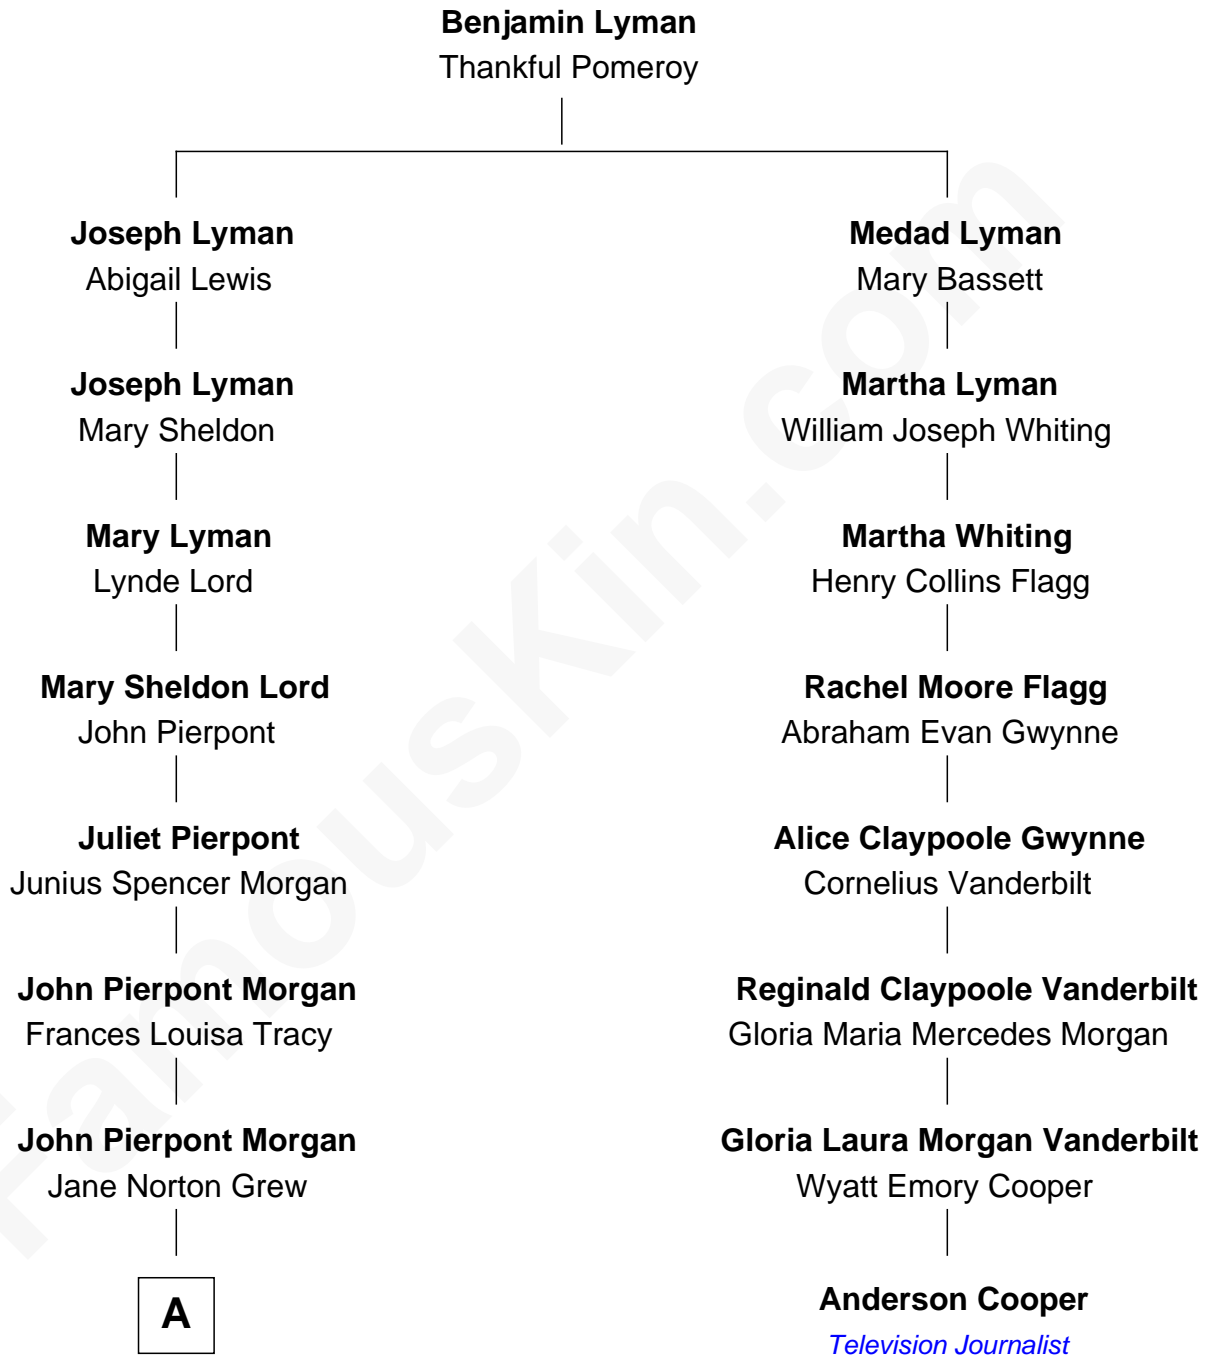 Benjamin Lyman
Thankful Pomeroy
Joseph Lyman
Abigail Lewis
Medad Lyman
Mary Bassett
Joseph Lyman
Mary Sheldon
Martha Lyman
William Joseph Whiting
Mary Lyman
Lynde Lord
Martha Whiting
Henry Collins Flagg
Mary Sheldon Lord
John Pierpont
Rachel Moore Flagg
Abraham Evan Gwynne
Juliet Pierpont
Junius Spencer Morgan
Alice Claypoole Gwynne
Cornelius Vanderbilt
John Pierpont Morgan
Frances Louisa Tracy
Reginald Claypoole Vanderbilt
Gloria Maria Mercedes Morgan
John Pierpont Morgan
Jane Norton Grew
Gloria Laura Morgan Vanderbilt
Wyatt Emory Cooper
A
Anderson Cooper
Television Journalist
FamousKin.com